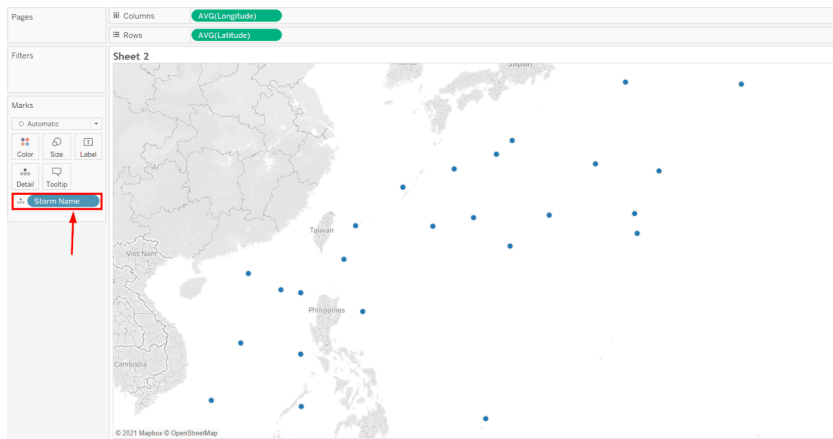 Pages
Columns
AVG(Longitude)
Rows
AVG(Latitude)
Filters
Sheet 2
Marks
Automatic
Color
Size
Label
Detail
Tooltip
Storm Name
Japan
Taiwan
Viet Nam
Philippines
Cambodia
© 2021 Mapbox © OpenStreetMap